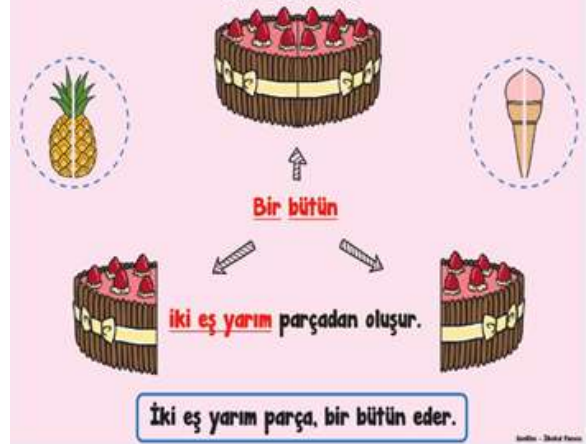 Bir bütün
iki eş yarım parçadan oluşur.
İki eş yarım parça, bir bütün eder.